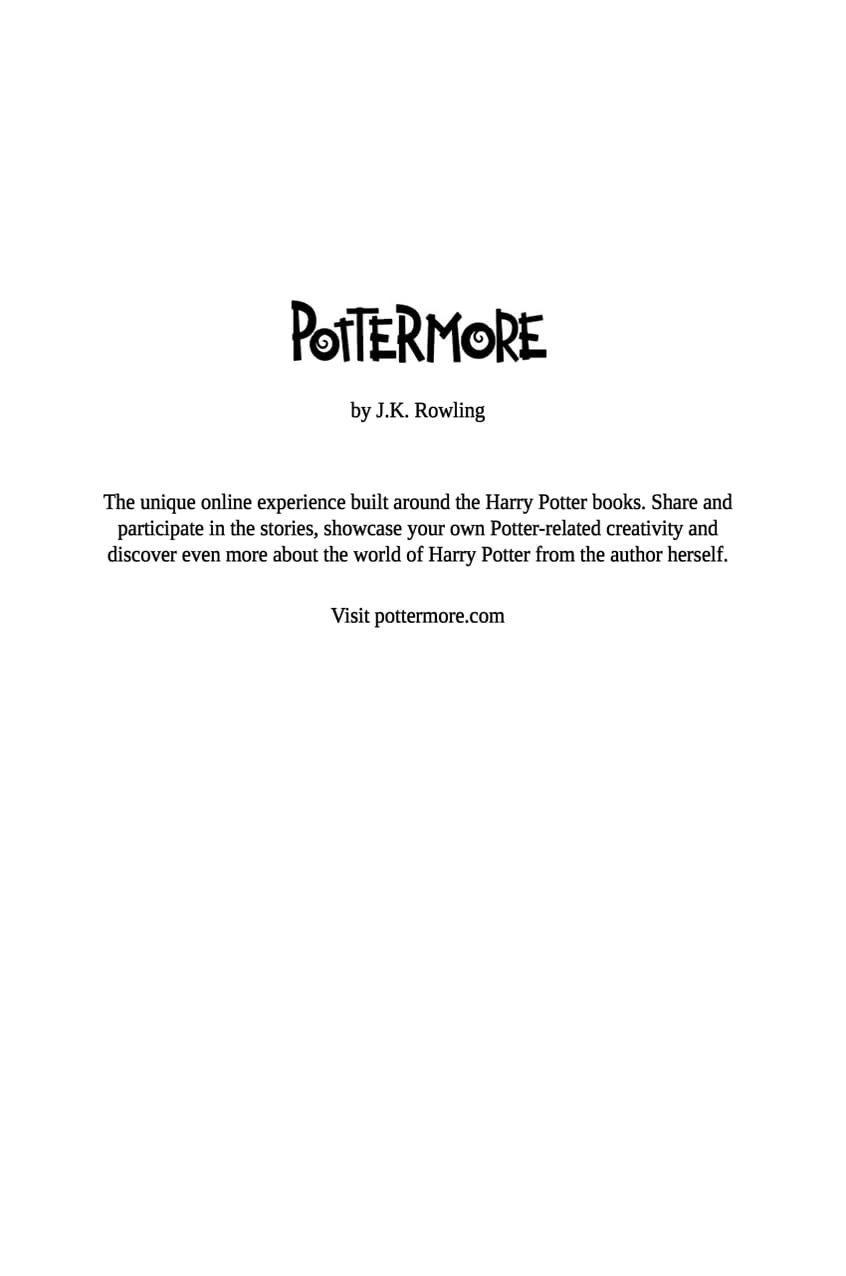 POTTERMORE
by J.K. Rowling
The unique online experience built around the Harry Potter books. Share and
participate in the stories, showcase your own Potter-related creativity and
discover even more about the world of Harry Potter from the author herself.
Visit pottermore.com